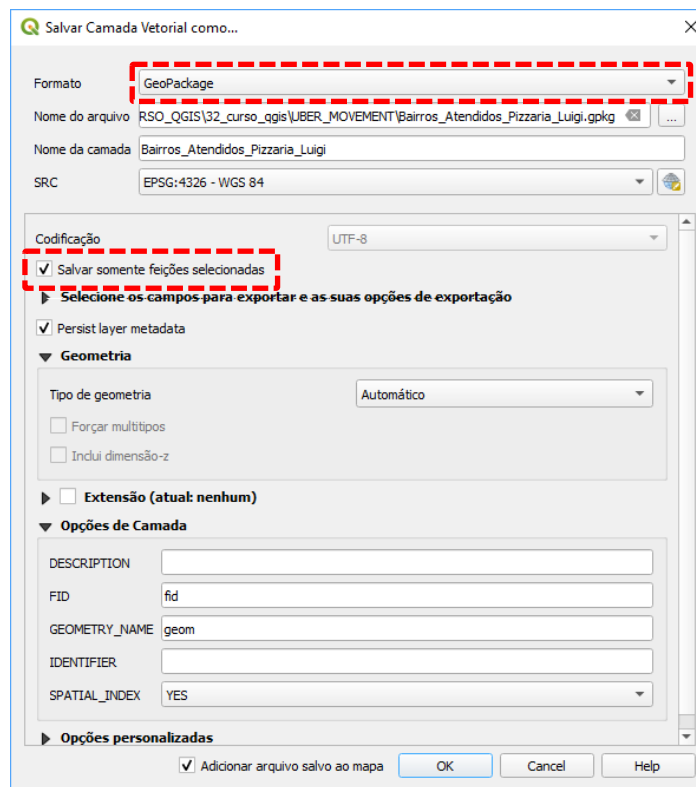 Salvar Camada Vetorial como...
Formato GeoPackage
Nome do arquivo RSO_QGIS\32_curso_qgis\UBER_MOVEMENT\Bairros_Atendidos_Pizzaria_Luigi.gpkg ...
Nome da camada Bairros_Atendidos_Pizzaria_Luigi
SRC EPSG:4326 - WGS 84
Codificação UTF-8
Salvar somente feições selecionadas
Selecione os campos para exportar e as suas opções de exportação
Persist layer metadata
Geometria
Tipo de geometria Automático
Forçar multitipos
Inclui dimensão-z
Extensão (atual: nenhum)
Opções de Camada
DESCRIPTION
FID fid
GEOMETRY_NAME geom
IDENTIFIER
SPATIAL_INDEX YES
Opções personalizadas
Adicionar arquivo salvo ao mapa OK Cancel Help